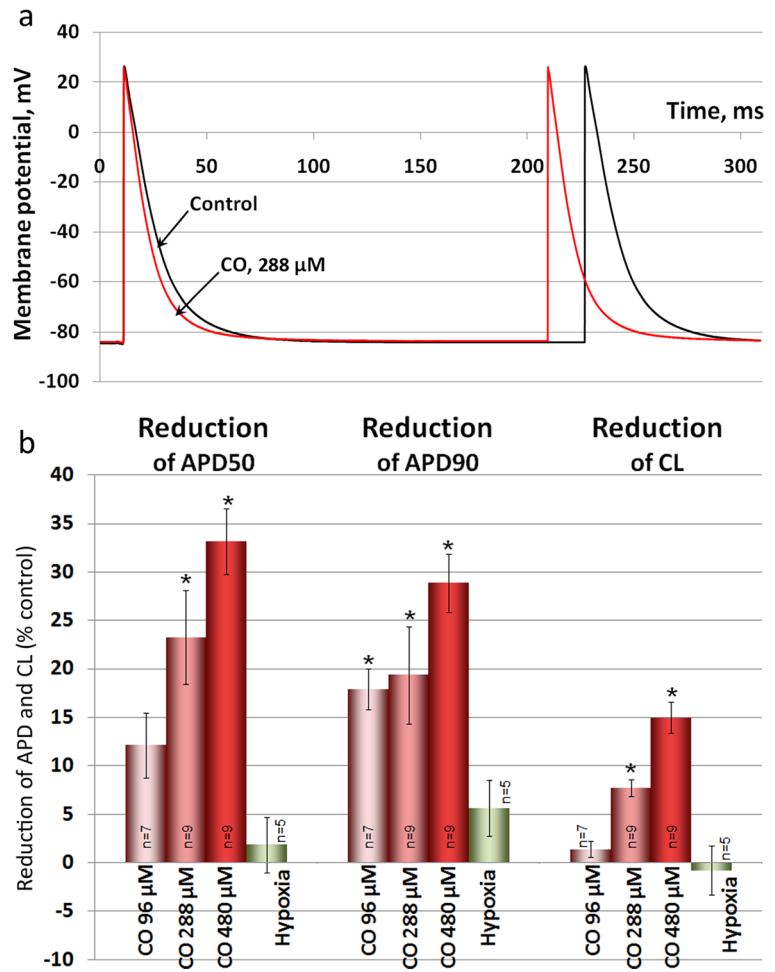 a
40
20
0
-20
-40
-60
-80
-100
Membrane potential, mV
Time, ms
0 50 100 150 200 250 300
Control
CO, 288 µM
b
Reduction of APD50
Reduction of APD90
Reduction of CL
40
35
30
25
20
15
10
5
0
-5
-10
Reduction of APD and CL (% control)
* * * * * * *
n=7 n=9 n=9 n=5
n=7 n=9 n=9 n=5
n=7 n=9 n=9 n=5
CO 96 µM CO 288 µM CO 480 µM Hypoxia
CO 96 µM CO 288 µM CO 480 µM Hypoxia
CO 96 µM CO 288 µM CO 480 µM Hypoxia